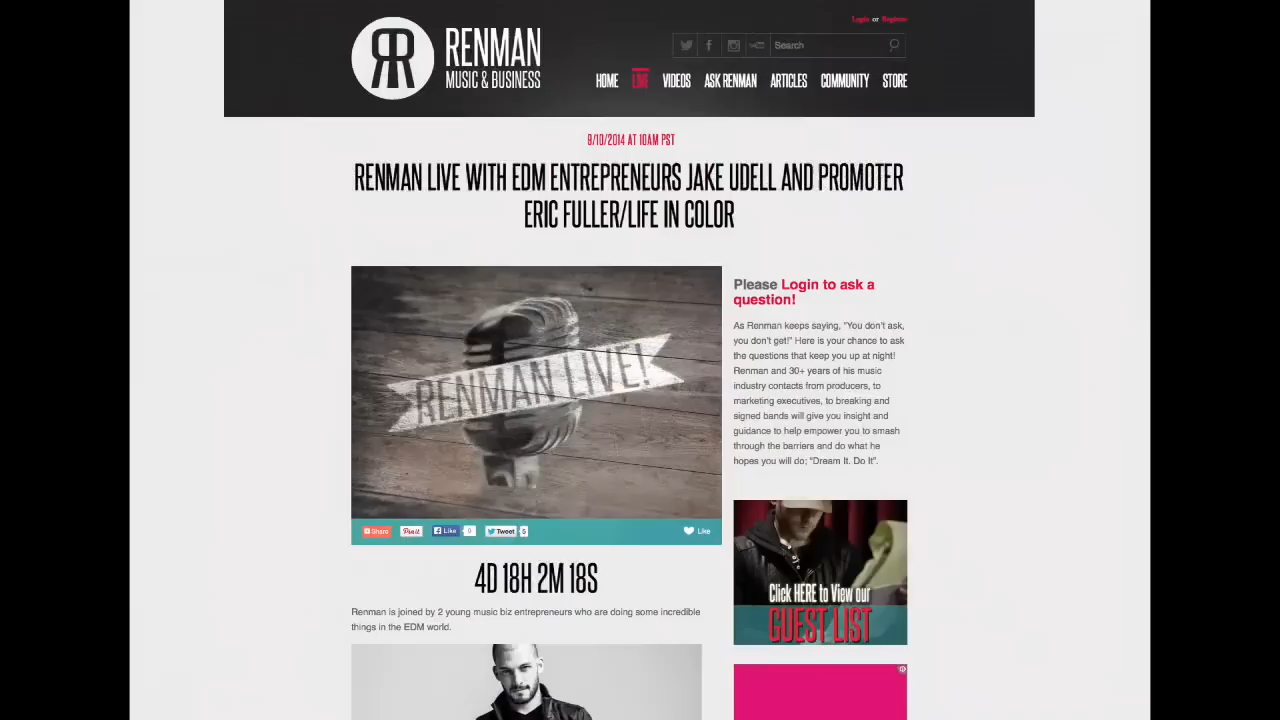 Login or Register
RENMAN
MUSIC & BUSINESS
Search
HOME LIVE VIDEOS ASK RENMAN ARTICLES COMMUNITY STORE
9/10/2014 AT 10AM PST
RENMAN LIVE WITH EDM ENTREPRENEURS JAKE UDELL AND PROMOTER
ERIC FULLER/LIFE IN COLOR
RENMAN LIVE!
Please Login to ask a
question!
As Renman keeps saying, "You don't ask,
you don't get!" Here is your chance to ask
the questions that keep you up at night!
Renman and 30+ years of his music
industry contacts from producers, to
marketing executives, to breaking and
signed bands will give you insight and
guidance to help empower you to smash
through the barriers and do what he
hopes you will do; "Dream It. Do It".
Share Pin it Like 0 Tweet 5 Like
4D 18H 2M 18S
Renman is joined by 2 young music biz entrepreneurs who are doing some incredible
things in the EDM world.
Click HERE to View our
GUEST LIST